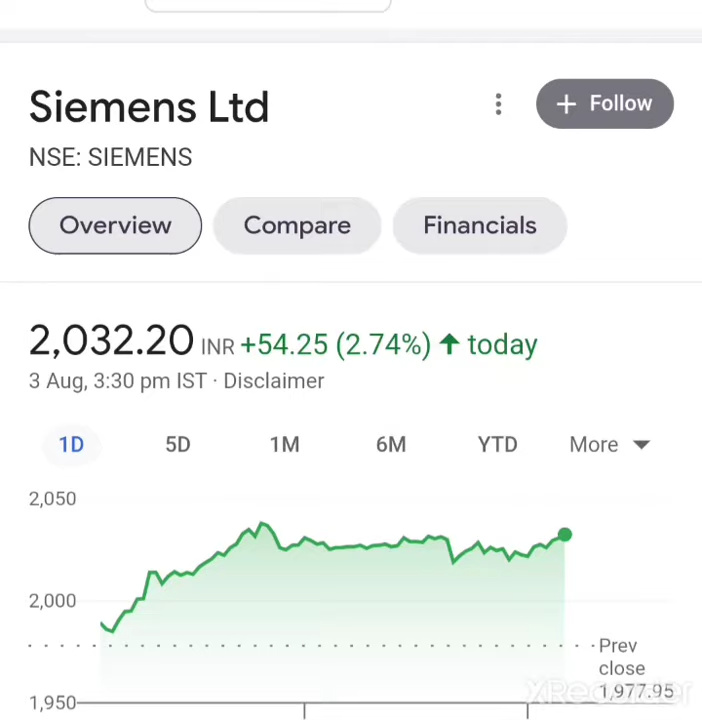 Siemens Ltd
+ Follow
NSE: SIEMENS
Overview
Compare
Financials
2,032.20 INR +54.25 (2.74%) ↑ today
3 Aug, 3:30 pm IST · Disclaimer
1D 5D 1M 6M YTD More
2,050
2,000
Prev
close
1,977.95
1,950
XRecorder